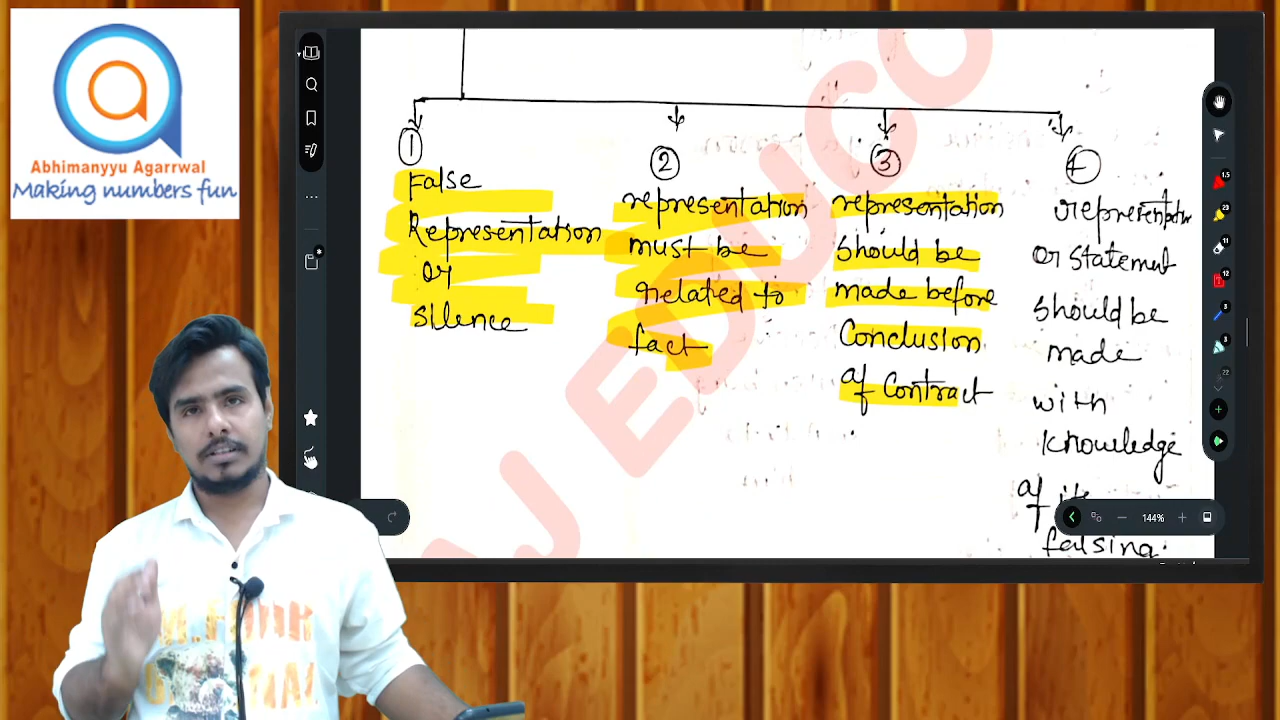 Abhimanyyu Agarrwal
Making numbers fun
1
False
Representation
or
silence
2
representation
must be
related to
fact
3
representation
should be
made before
Conclusion
of Contract
4
representation
or statement
should be
made
with
knowledge
of its
falsing.
144%